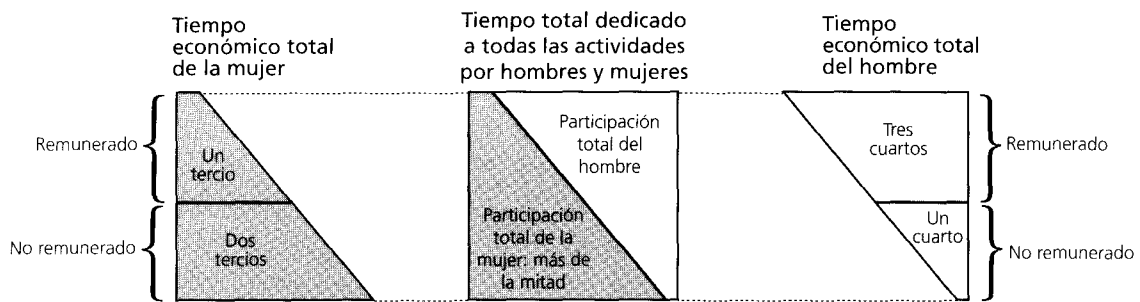 Tiempo
económico total
de la mujer
Tiempo total dedicado
a todas las actividades
por hombres y mujeres
Tiempo
económico total
del hombre
Remunerado
Un
tercio
No remunerado
Dos
tercios
Participación
total del
hombre
Participación
total de la
mujer: más de
la mitad
Tres
cuartos
Remunerado
Un
cuarto
No remunerado